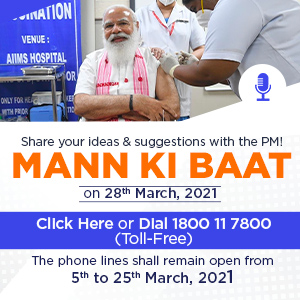 CCINATION
VENUE :
AIIMS HOSPITAL
Share your ideas & suggestions with the PM!
MANN KI BAAT
on 28th March, 2021
Click Here or Dial 1800 11 7800
(Toll-Free)
The phone lines shall remain open from
5th to 25th March, 2021